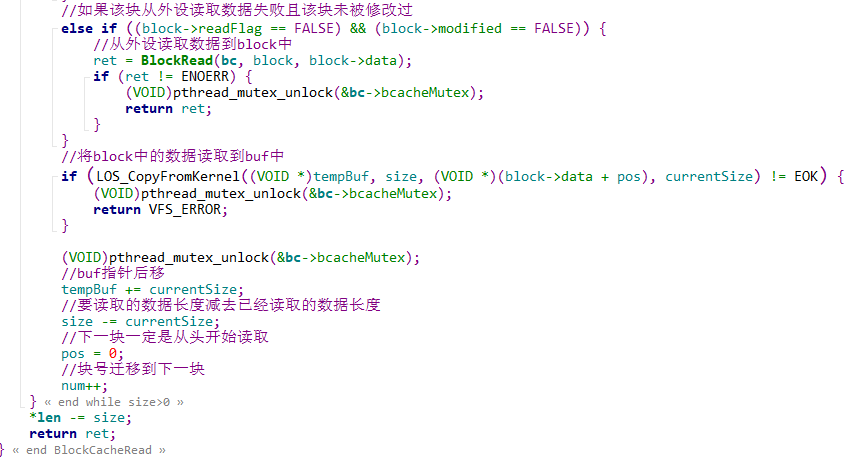 //如果该块从外设读取数据失败且该块未被修改过
else if ((block->readFlag == FALSE) && (block->modified == FALSE)) {
//从外设读取数据到block中
ret = BlockRead(bc, block, block->data);
if (ret != ENOERR) {
(VOID)pthread_mutex_unlock(&bc->bcacheMutex);
return ret;
}
}
//将block中的数据读取到buf中
if (LOS_CopyFromKernel((VOID *)tempBuf, size, (VOID *)(block->data + pos), currentSize) != EOK) {
(VOID)pthread_mutex_unlock(&bc->bcacheMutex);
return VFS_ERROR;
}
(VOID)pthread_mutex_unlock(&bc->bcacheMutex);
//buf指针后移
tempBuf += currentSize;
//要读取的数据长度减去已经读取的数据长度
size -= currentSize;
//下一块一定是从头开始读取
pos = 0;
//块号迁移到下一块
num++;
} « end while size>0 »
*len -= size;
return ret;
} « end BlockCacheRead »